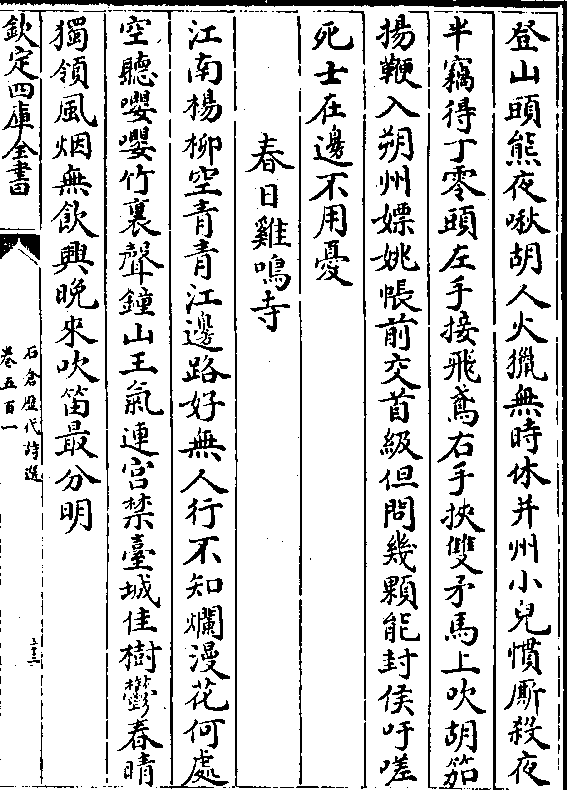 登山頭熊夜啾胡人火獵無時休并州小兒慣厮殺夜
半竊得丁零頭左手接飛鳶右手挾雙矛馬上吹胡笳
揚鞭入朔州嫖姚帳前交首級但問幾顆能封侯吁嗟
死士在邊不用憂
春日雞鳴寺
江南楊柳空青青江邊路好無人行不知爛漫花何處
空聽嚶嚶竹裏聲鐘山王氣連宮禁臺城佳樹鬱春晴
獨領風烟無飲興晚來吹笛最分明
欽定四庫全書
石倉歷代詩選
卷五百一